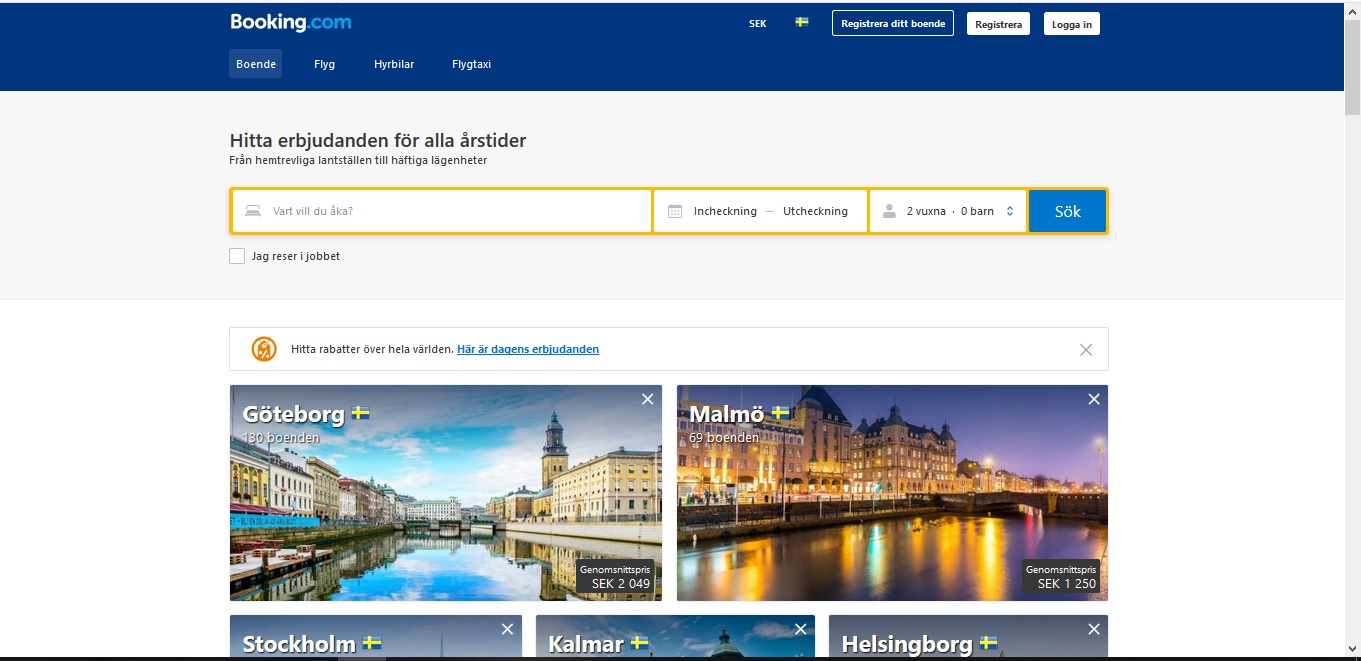 Booking.com
SEK
Registrera ditt boende
Registrera
Logga in
Boende
Flyg
Hyrbilar
Flygtaxi
Hitta erbjudanden för alla årstider
Från hemtrevliga lantställen till häftiga lägenheter
Vart vill du åka?
Incheckning — Utcheckning
2 vuxna · 0 barn
Sök
Jag reser i jobbet
Hitta rabatter över hela världen. Här är dagens erbjudanden
Göteborg
130 boenden
Genomsnittspris
SEK 2 049
Malmö
69 boenden
Genomsnittspris
SEK 1 250
Stockholm
Kalmar
Helsingborg